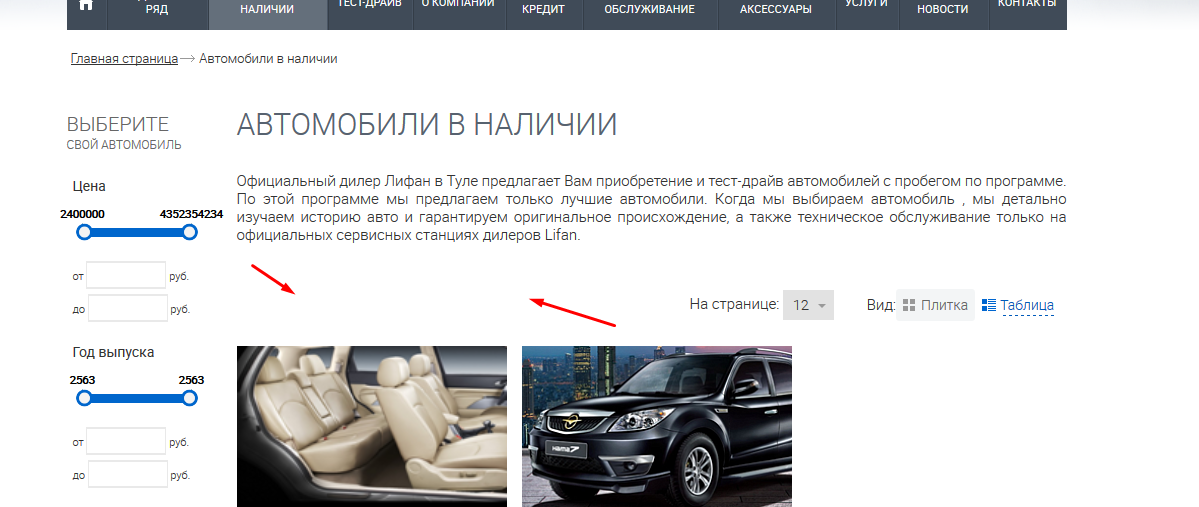 РЯД
НАЛИЧИИ
ТЕСТ-ДРАЙВ
О КОМПАНИИ
КРЕДИТ
ОБСЛУЖИВАНИЕ
АКСЕССУАРЫ
УСЛУГИ
НОВОСТИ
КОНТАКТЫ
Главная страница
Автомобили в наличии
ВЫБЕРИТЕ
СВОЙ АВТОМОБИЛЬ
Цена
2400000 4352354234
от руб.
до руб.
Год выпуска
2563 2563
от руб.
до руб.
АВТОМОБИЛИ В НАЛИЧИИ
Официальный дилер Лифан в Туле предлагает Вам приобретение и тест-драйв автомобилей с пробегом по программе.
По этой программе мы предлагаем только лучшие автомобили. Когда мы выбираем автомобиль , мы детально
изучаем историю авто и гарантируем оригинальное происхождение, а также техническое обслуживание только на
официальных сервисных станциях дилеров Lifan.
На странице: 12 Вид: Плитка Таблица
HAIMA 7